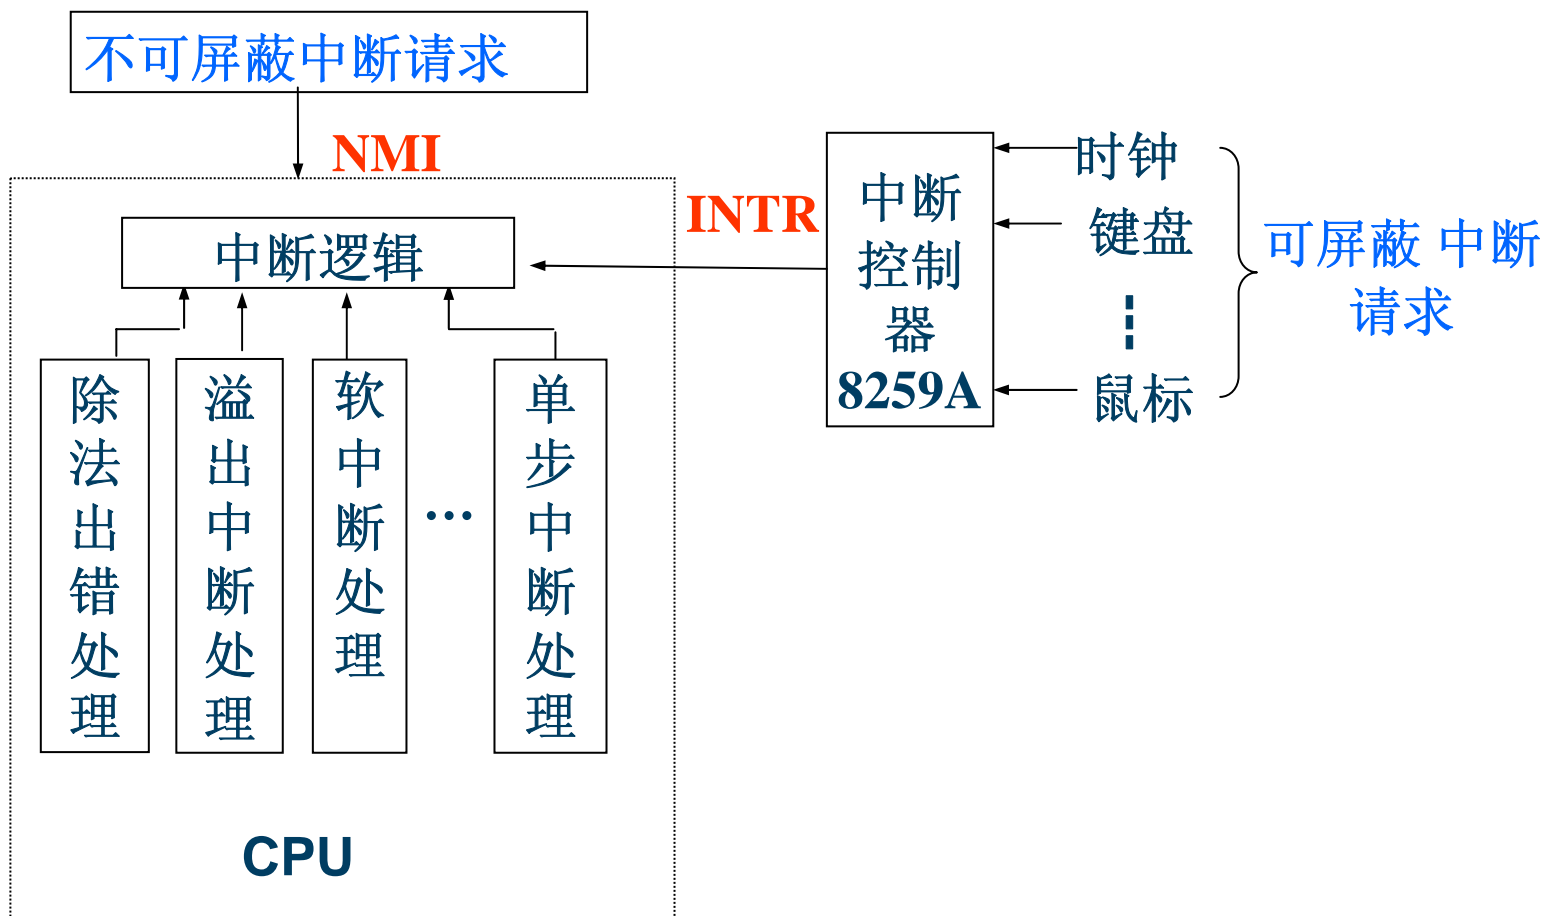 不可屏蔽中断请求
NMI
INTR
中断逻辑
除法出错处理
溢出中断处理
软中断处理
…
单步中断处理
CPU
中断
控制
器
8259A
时钟
键盘
鼠标
可屏蔽 中断
请求